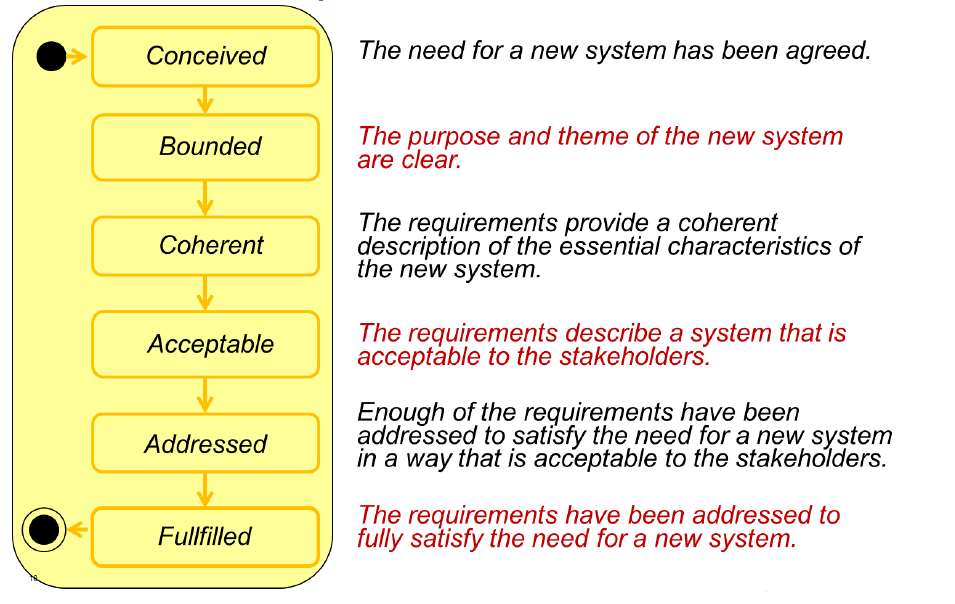 Conceived
The need for a new system has been agreed.
Bounded
The purpose and theme of the new system
are clear.
Coherent
The requirements provide a coherent
description of the essential characteristics of
the new system.
Acceptable
The requirements describe a system that is
acceptable to the stakeholders.
Addressed
Enough of the requirements have been
addressed to satisfy the need for a new system
in a way that is acceptable to the stakeholders.
Fullfilled
The requirements have been addressed to
fully satisfy the need for a new system.